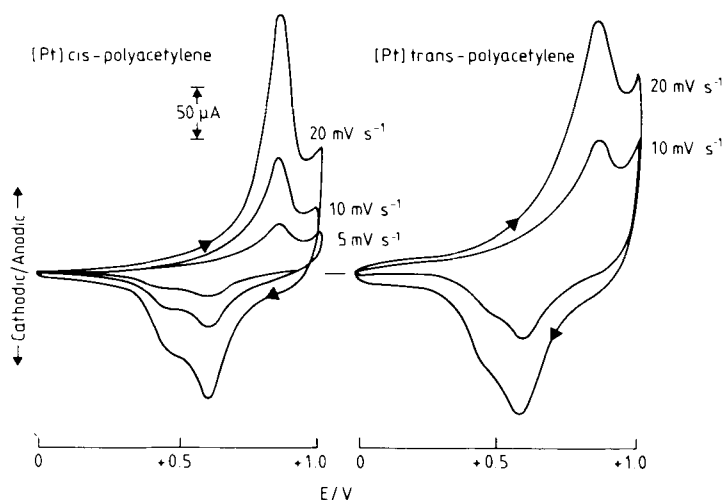 [Pt] cis-polyacetylene
50 µA
20 mV s⁻¹
10 mV s⁻¹
5 mV s⁻¹
[Pt] trans-polyacetylene
20 mV s⁻¹
10 mV s⁻¹
← Cathodic/Anodic →
0 +0.5 +1.0
0 +0.5 +1.0
E/V